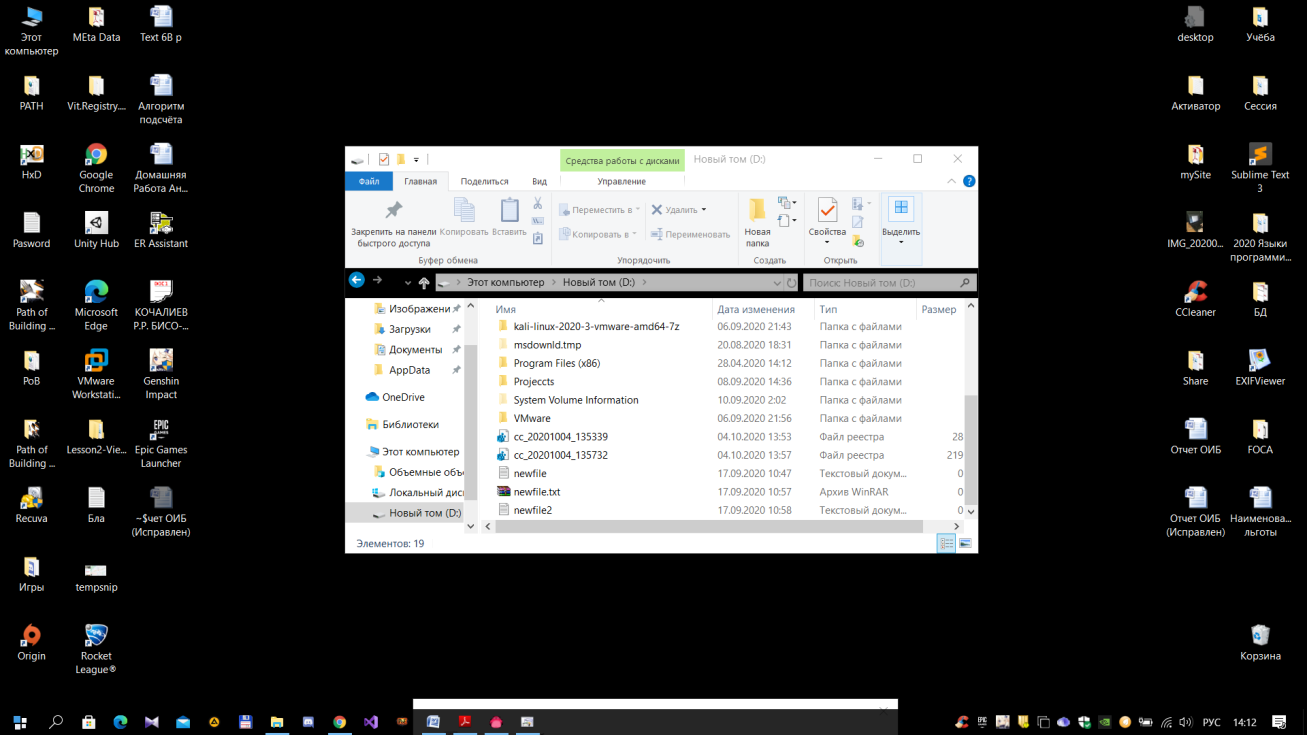 Этот
компьютер
MEta Data
Text 6B p
PATH
Vit.Registry....
Алгоритм
подсчёта
HxD
Google
Chrome
Домашняя
Работа Ан...
Pasword
Unity Hub
ER Assistant
Path of
Building ...
Microsoft
Edge
КОЧАЛИЕВ
Р.Р. БИСО-...
PoB
VMware
Workstati...
Genshin
Impact
Path of
Building ...
Lesson2-Vie...
Epic Games
Launcher
Recuva
Бла
~$чет ОИБ
(Исправлен)
Игры
tempsnip
Origin
Rocket
League®
Средства работы с дисками
Новый том (D:)
Файл
Главная
Поделиться
Вид
Управление
Закрепить на панели
быстрого доступа
Копировать
Вставить
Буфер обмена
Переместить в
Копировать в
Удалить
Переименовать
Упорядочить
Новая
папка
Создать
Свойства
Открыть
Выделить
Этот компьютер > Новый том (D:) >
Поиск: Новый том (D:)
Изображени
Загрузки
Документы
AppData
OneDrive
Библиотеки
Этот компьютер
Объемные объе
Локальный дис
Новый том (D:)
Имя Дата изменения Тип Размер
kali-linux-2020-3-vmware-amd64-7z 06.09.2020 21:43 Папка с файлами
msdownld.tmp 20.08.2020 18:31 Папка с файлами
Program Files (x86) 28.04.2020 14:12 Папка с файлами
Projeccts 08.09.2020 14:36 Папка с файлами
System Volume Information 10.09.2020 2:02 Папка с файлами
VMware 06.09.2020 21:56 Папка с файлами
cc_20201004_135339 04.10.2020 13:53 Файл реестра 28
cc_20201004_135732 04.10.2020 13:57 Файл реестра 219
newfile 17.09.2020 10:47 Текстовый докум... 0
newfile.txt 17.09.2020 10:57 Архив WinRAR 0
newfile2 17.09.2020 10:58 Текстовый докум... 0
Элементов: 19
desktop
Учёба
Активатор
Сессия
mySite
Sublime Text
3
IMG_20200...
2020 Языки
программи...
CCleaner
БД
Share
EXIFViewer
Отчет ОИБ
FOCA
Отчет ОИБ
(Исправлен)
Наименова...
льготы
Корзина
EPIC
РУС
14:12